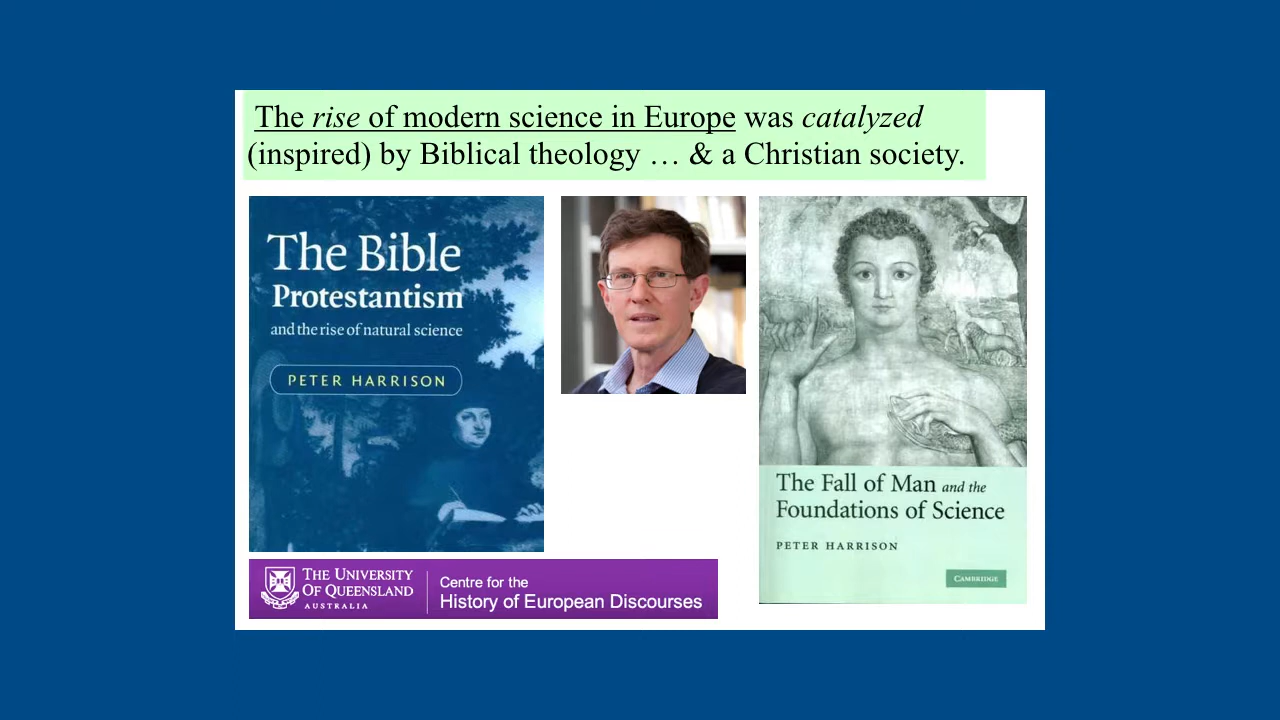 The rise of modern science in Europe was catalyzed
(inspired) by Biblical theology … & a Christian society.
The Bible
Protestantism
and the rise of natural science
PETER HARRISON
The Fall of Man and the
Foundations of Science
PETER HARRISON
CAMBRIDGE
THE UNIVERSITY
OF QUEENSLAND
AUSTRALIA
Centre for the
History of European Discourses